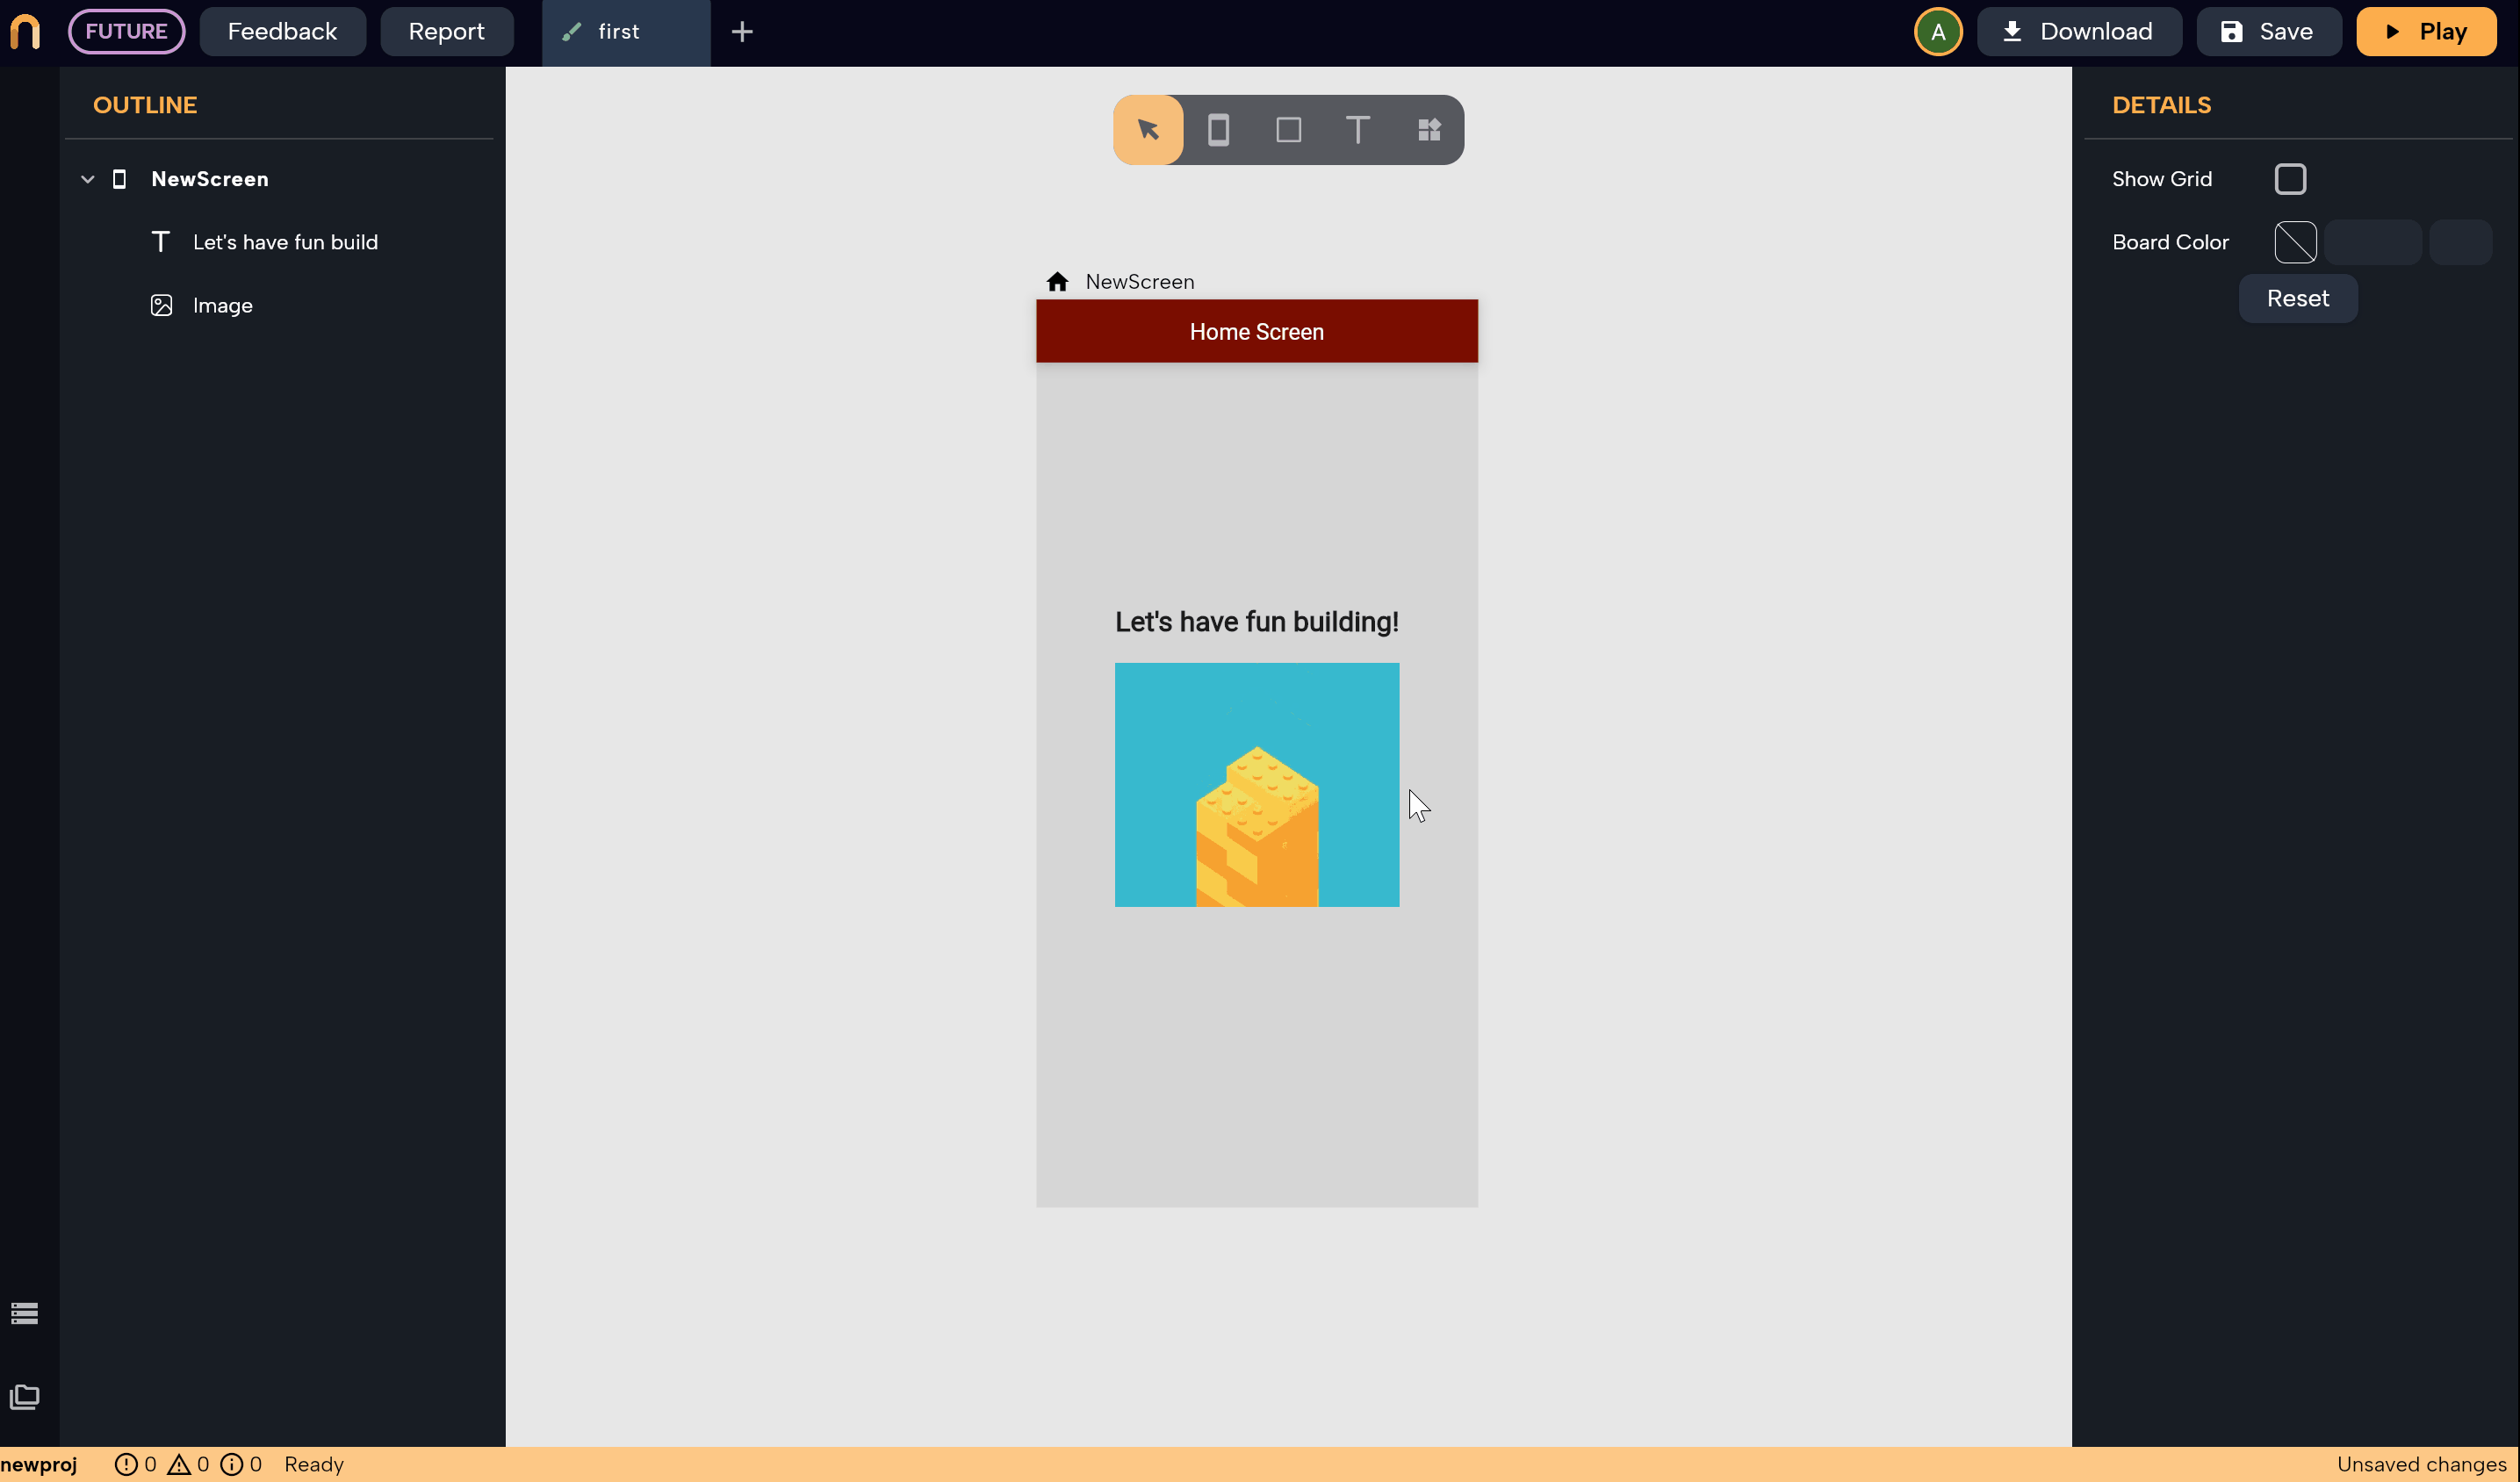 FUTURE Feedback Report first
A Download Save Play
OUTLINE
NewScreen
Let's have fun build
Image
NewScreen
Home Screen
Let's have fun building!
DETAILS
Show Grid
Board Color
Reset
newproj 0 0 0 Ready
Unsaved changes